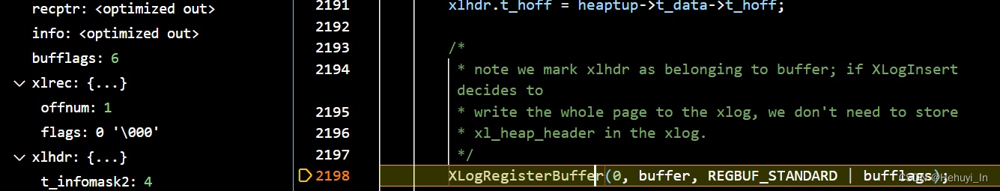 recptr: <optimized out>
info: <optimized out>
bufflags: 6
xlrec: {...}
offnum: 1
flags: 0 '\000'
xlhdr: {...}
t_infomask2: 4
2191 xlhdr.t_hoff = heaptup->t_data->t_hoff;
2192
2193 /*
2194 * note we mark xlhdr as belonging to buffer; if XLogInsert
decides to
2195 * write the whole page to the xlog, we don't need to store
2196 * xl_heap_header in the xlog.
2197 */
2198 XLogRegisterBuffer(0, buffer, REGBUF_STANDARD | bufflags);
CSDN @Hehuyi_In